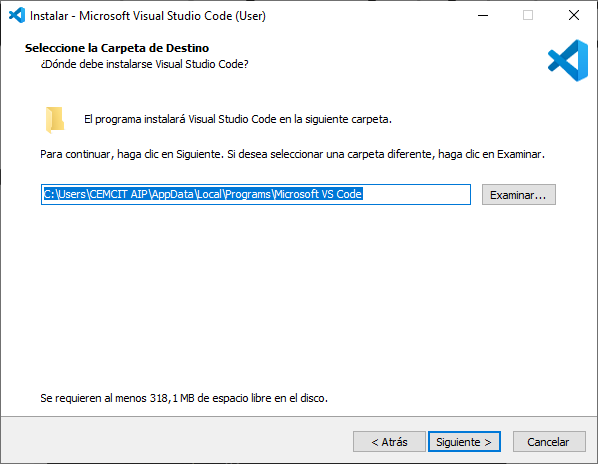 Instalar - Microsoft Visual Studio Code (User)
Seleccione la Carpeta de Destino
¿Dónde debe instalarse Visual Studio Code?
El programa instalará Visual Studio Code en la siguiente carpeta.
Para continuar, haga clic en Siguiente. Si desea seleccionar una carpeta diferente, haga clic en Examinar.
C:\Users\CEMCIT AIP\AppData\Local\Programs\Microsoft VS Code
Examinar...
Se requieren al menos 318,1 MB de espacio libre en el disco.
< Atrás
Siguiente >
Cancelar